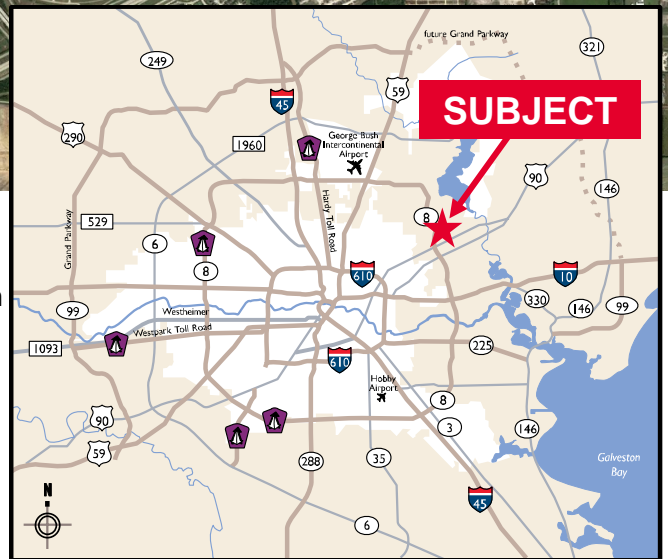 future Grand Parkway
321
249
59
45
SUBJECT
290
1960
George Bush
Intercontinental
Airport
90
146
Hardy Toll Road
8
529
Grand Parkway
6
8
610
10
99
330
146
99
Westheimer
Westpark Toll Road
1093
225
610
Hobby
Airport
8
90
3
146
59
288
35
Galveston
Bay
N
45
6